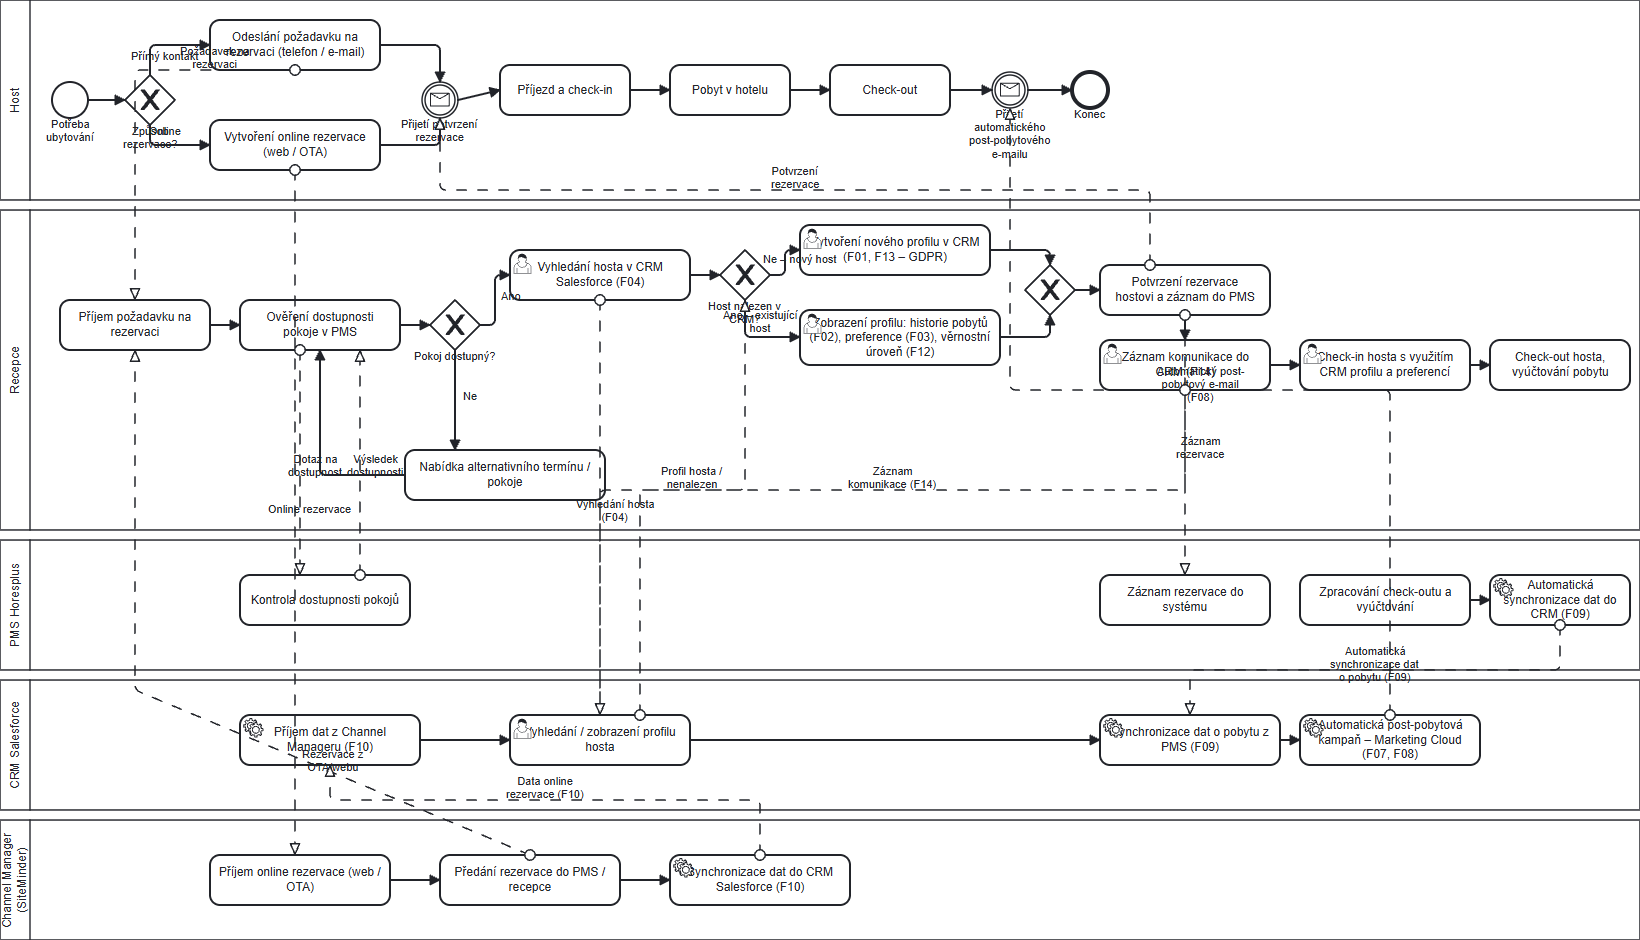 Host
Potřeba
ubytování
Přímý kontakt
Způsob
rezervace?
Online
Odeslání požadavku na
rezervaci (telefon / e-mail)
Požadavek na
rezervaci
Vytvoření online rezervace
(web / OTA)
Přijetí potvrzení
rezervace
Příjezd a check-in
Pobyt v hotelu
Check-out
Přijetí
automatického
post-pobytového
e-mailu
Konec
Potvrzení
rezervace
Recepce
Příjem požadavku na
rezervaci
Ověření dostupnosti
pokoje v PMS
Pokoj dostupný?
Ano
Ne
Vyhledání hosta v CRM
Salesforce (F04)
Host nalezen v
CRM?
Ne – nový host
Ano – existující
host
Vytvoření nového profilu v CRM
(F01, F13 – GDPR)
Zobrazení profilu: historie pobytů
(F02), preference (F03), věrnostní
úroveň (F12)
Potvrzení rezervace
hostovi a záznam do PMS
Záznam komunikace do
CRM (F14)
Automatický post-
pobytový e-mail
(F08)
Check-in hosta s využitím
CRM profilu a preferencí
Check-out hosta,
vyúčtování pobytu
Nabídka alternativního termínu /
pokoje
Dotaz na
dostupnost
Výsledek
dostupnosti
Online rezervace
Vyhledání hosta
(F04)
Profil hosta /
nenalezen
Záznam
komunikace (F14)
Záznam
rezervace
PMS Horesplus
Kontrola dostupnosti pokojů
Záznam rezervace do
systému
Zpracování check-outu a
vyúčtování
Automatická
synchronizace dat do
CRM (F09)
Automatická
synchronizace dat
o pobytu (F09)
CRM Salesforce
Příjem dat z Channel
Manageru (F10)
Rezervace z
OTA/webu
Vyhledání / zobrazení profilu
hosta
Synchronizace dat o pobytu z
PMS (F09)
Automatická post-pobytová
kampaň – Marketing Cloud
(F07, F08)
Data online
rezervace (F10)
Channel Manager
(SiteMinder)
Příjem online rezervace (web /
OTA)
Předání rezervace do PMS /
recepce
Synchronizace dat do CRM
Salesforce (F10)